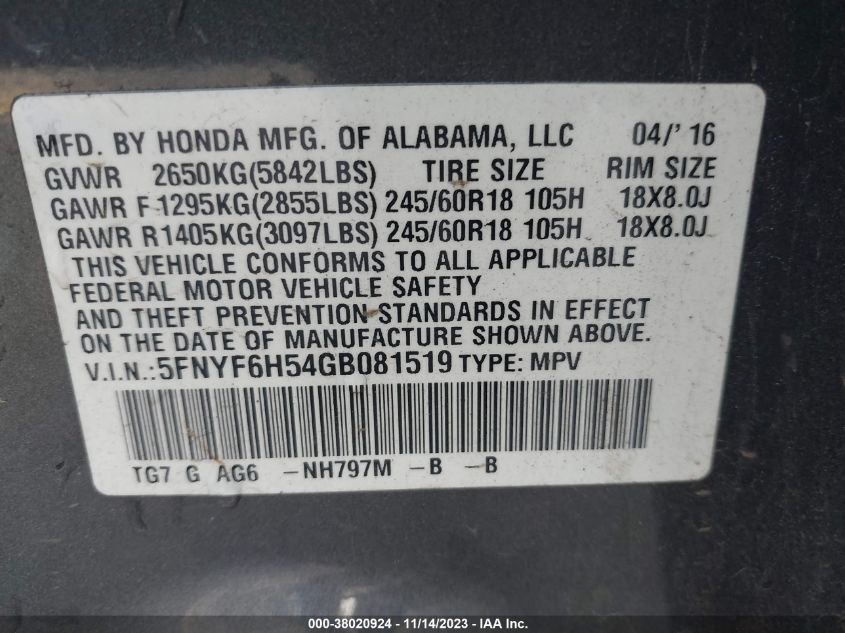 MFD. BY HONDA MFG. OF ALABAMA, LLC 04/'16
GVWR 2650KG(5842LBS) TIRE SIZE RIM SIZE
GAWR F1295KG(2855LBS) 245/60R18 105H 18X8.0J
GAWR R1405KG(3097LBS) 245/60R18 105H 18X8.0J
THIS VEHICLE CONFORMS TO ALL APPLICABLE
FEDERAL MOTOR VEHICLE SAFETY
AND THEFT PREVENTION STANDARDS IN EFFECT
ON THE DATE OF MANUFACTURE SHOWN ABOVE.
V.I.N.:5FNYF6H54GB081519 TYPE: MPV
TG7 G AG6 -NH797M -B -B
000-38020924 - 11/14/2023 - IAA Inc.